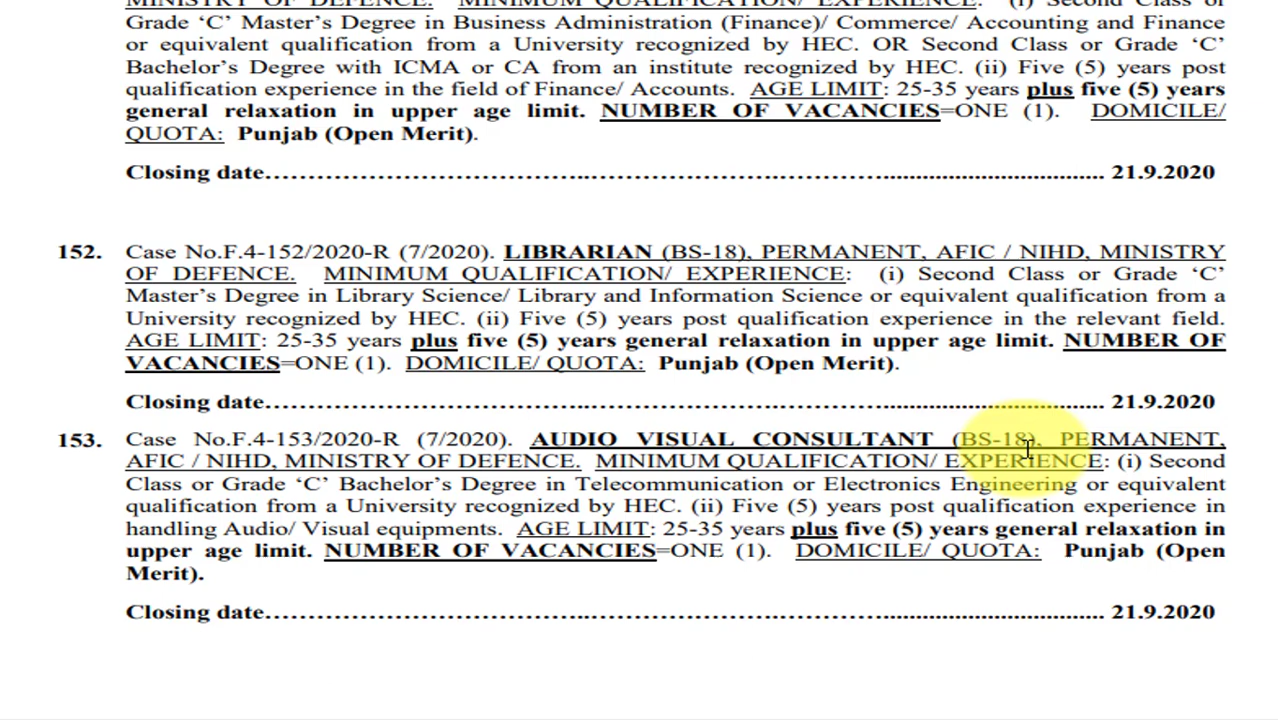 MINISTRY OF DEFENCE. MINIMUM QUALIFICATION/ EXPERIENCE: (i) Second Class or
Grade ‘C’ Master’s Degree in Business Administration (Finance)/ Commerce/ Accounting and Finance
or equivalent qualification from a University recognized by HEC. OR Second Class or Grade ‘C’
Bachelor’s Degree with ICMA or CA from an institute recognized by HEC. (ii) Five (5) years post
qualification experience in the field of Finance/ Accounts. AGE LIMIT: 25-35 years plus five (5) years
general relaxation in upper age limit. NUMBER OF VACANCIES=ONE (1). DOMICILE/
QUOTA: Punjab (Open Merit).
Closing date……………………………………..……………………………...................................... 21.9.2020
152. Case No.F.4-152/2020-R (7/2020). LIBRARIAN (BS-18), PERMANENT, AFIC / NIHD, MINISTRY
OF DEFENCE. MINIMUM QUALIFICATION/ EXPERIENCE: (i) Second Class or Grade ‘C’
Master’s Degree in Library Science/ Library and Information Science or equivalent qualification from a
University recognized by HEC. (ii) Five (5) years post qualification experience in the relevant field.
AGE LIMIT: 25-35 years plus five (5) years general relaxation in upper age limit. NUMBER OF
VACANCIES=ONE (1). DOMICILE/ QUOTA: Punjab (Open Merit).
Closing date……………………………………..……………………………...................................... 21.9.2020
153. Case No.F.4-153/2020-R (7/2020). AUDIO VISUAL CONSULTANT (BS-18), PERMANENT,
AFIC / NIHD, MINISTRY OF DEFENCE. MINIMUM QUALIFICATION/ EXPERIENCE: (i) Second
Class or Grade ‘C’ Bachelor’s Degree in Telecommunication or Electronics Engineering or equivalent
qualification from a University recognized by HEC. (ii) Five (5) years post qualification experience in
handling Audio/ Visual equipments. AGE LIMIT: 25-35 years plus five (5) years general relaxation in
upper age limit. NUMBER OF VACANCIES=ONE (1). DOMICILE/ QUOTA: Punjab (Open
Merit).
Closing date……………………………………..……………………………...................................... 21.9.2020